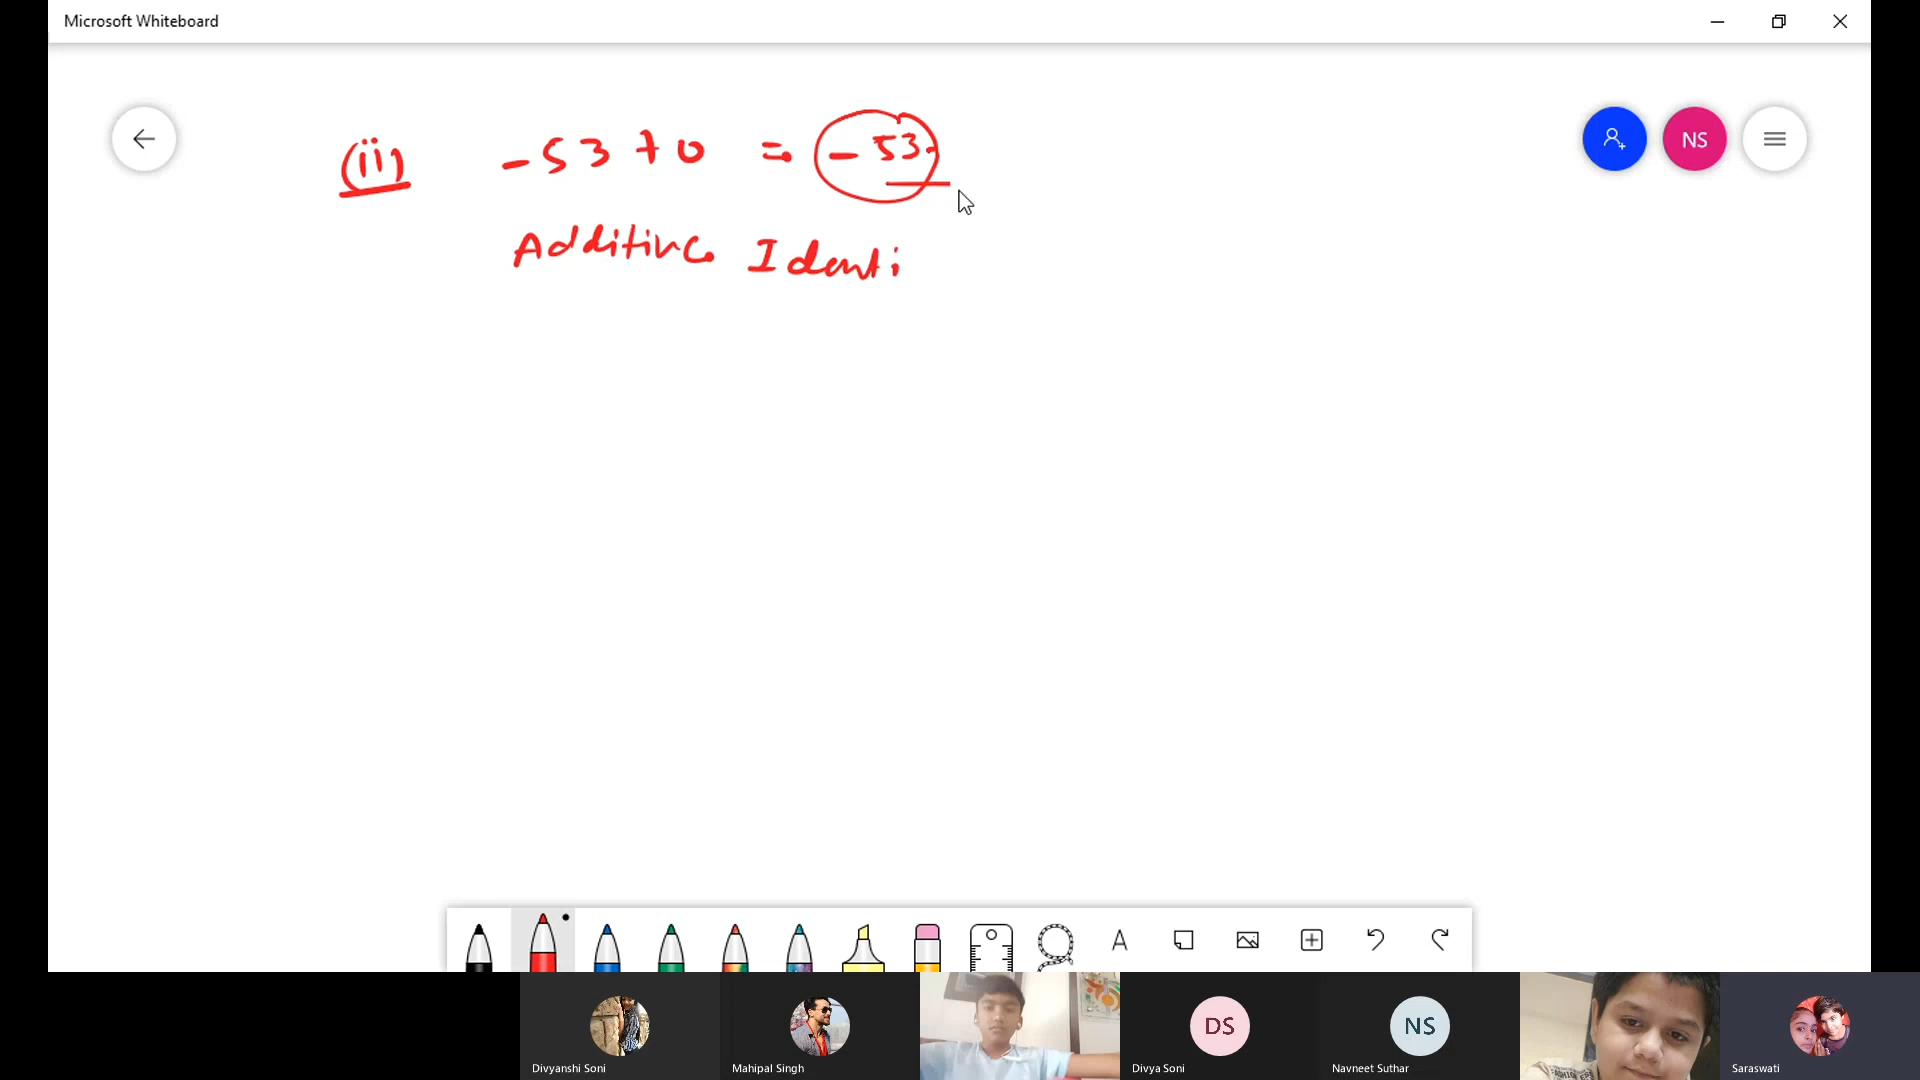 Microsoft Whiteboard
(ii) -53 + 0 = -53.
Additive Identi
NS
A
DS
NS
Divyanshi Soni
Mahipal Singh
Divya Soni
Navneet Suthar
Saraswati